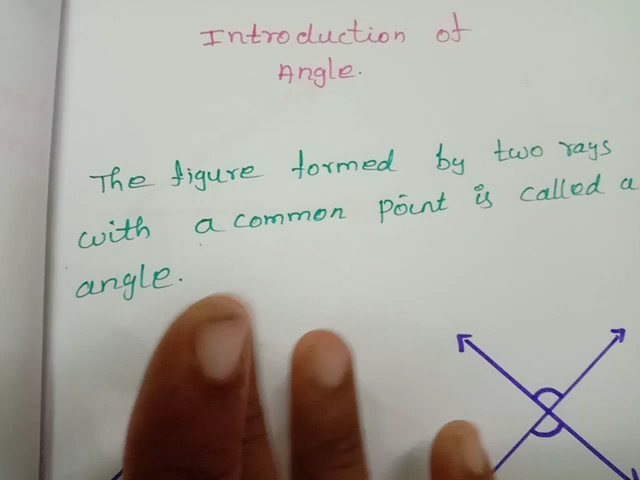 Introduction of
Angle.
The figure formed by two rays
with a common point is called a
angle.